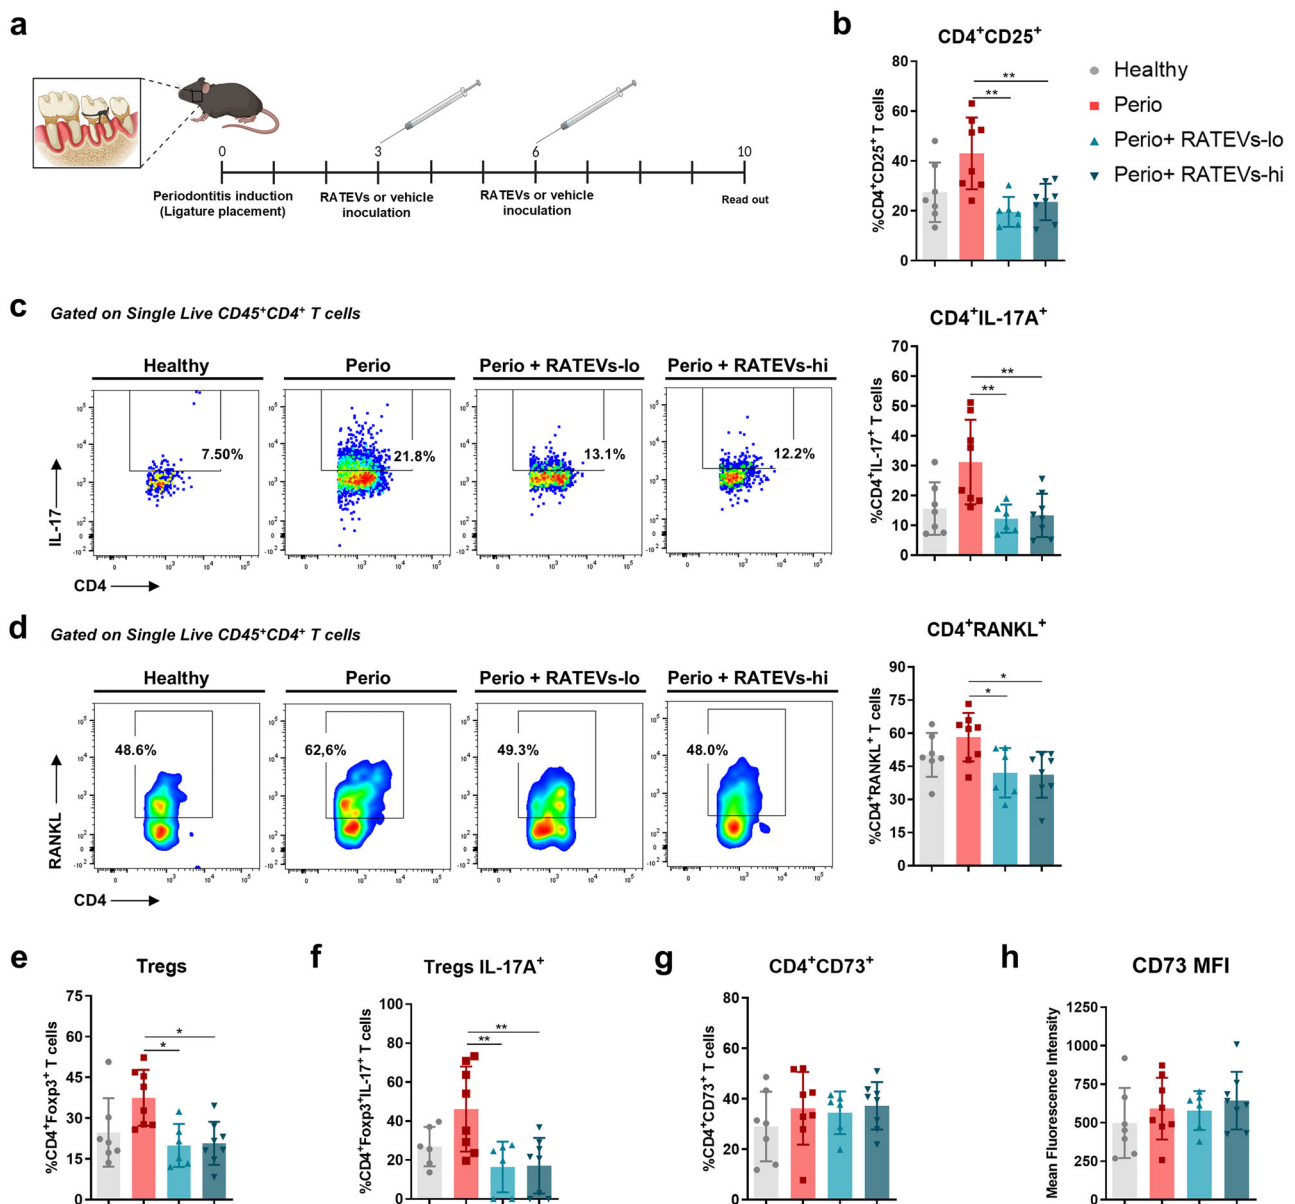 a
0
3
6
10
Periodontitis induction
(Ligature placement)
RATEVs or vehicle
inoculation
RATEVs or vehicle
inoculation
Read out
b
CD4⁺CD25⁺
%CD4⁺CD25⁺ T cells
80
60
40
20
0
**
**
Healthy
Perio
Perio+ RATEVs-lo
Perio+ RATEVs-hi
c
Gated on Single Live CD45⁺CD4⁺ T cells
Healthy
Perio
Perio + RATEVs-lo
Perio + RATEVs-hi
7.50%
21.8%
13.1%
12.2%
IL-17
CD4
CD4⁺IL-17A⁺
%CD4⁺IL-17⁺ T cells
70
60
50
40
30
20
10
0
**
**
d
Gated on Single Live CD45⁺CD4⁺ T cells
Healthy
Perio
Perio + RATEVs-lo
Perio + RATEVs-hi
48.6%
62,6%
49.3%
48.0%
RANKL
CD4
CD4⁺RANKL⁺
%CD4⁺RANKL⁺ T cells
90
75
60
45
30
15
0
*
*
e
Tregs
%CD4⁺Foxp3⁺ T cells
75
60
45
30
15
0
*
*
f
Tregs IL-17A⁺
%CD4⁺Foxp3⁺IL-17⁺ T cells
100
80
60
40
20
0
**
**
g
CD4⁺CD73⁺
%CD4⁺CD73⁺ T cells
80
60
40
20
0
h
CD73 MFI
Mean Fluorescence Intensity
1250
1000
750
500
250
0